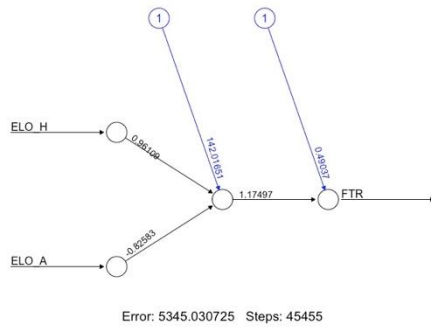 1
1
ELO_H
0.96109
142.01651
0.49037
1.17497
FTR
-0.82583
ELO_A
Error: 5345.030725 Steps: 45455